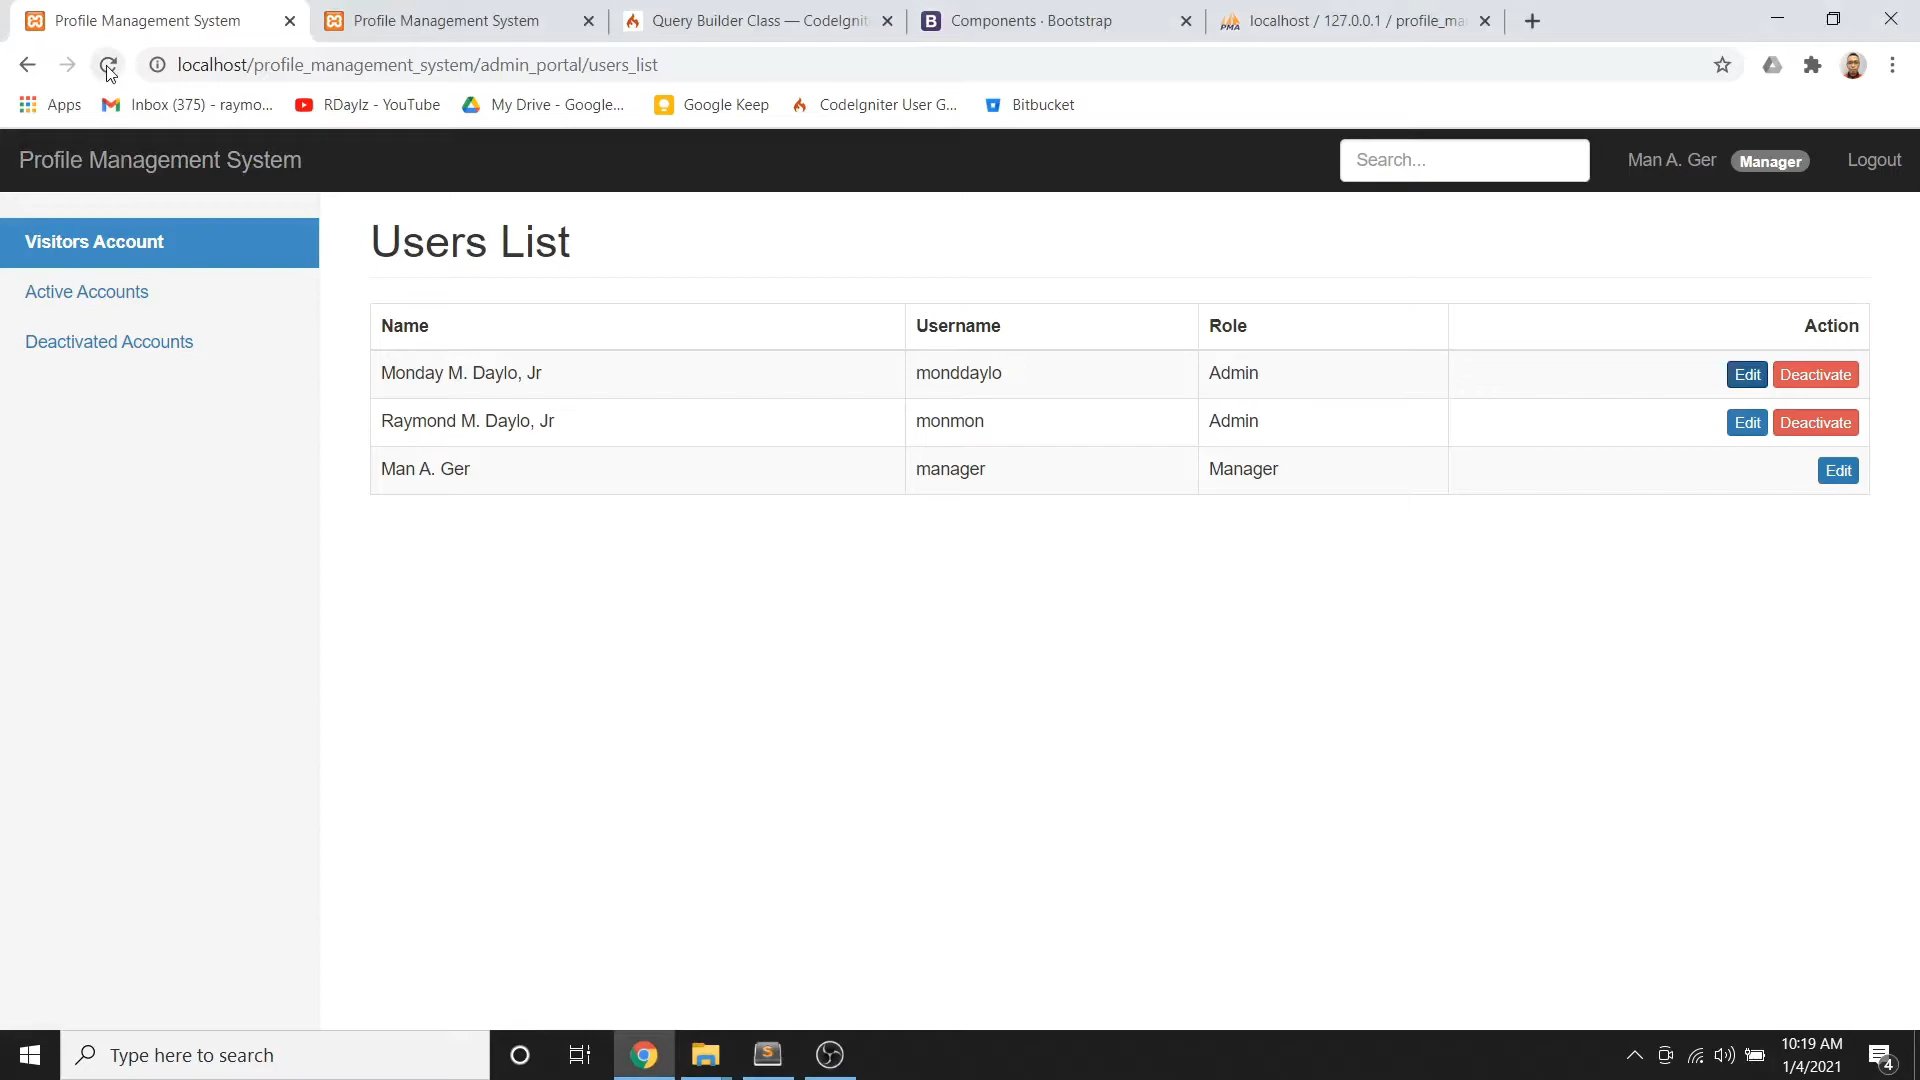 Profile Management System
Profile Management System
Query Builder Class — CodeIgnit
Components · Bootstrap
localhost / 127.0.0.1 / profile_ma
localhost/profile_management_system/admin_portal/users_list
Apps
Inbox (375) - raymo...
RDaylz - YouTube
My Drive - Google...
Google Keep
CodeIgniter User G...
Bitbucket
Profile Management System
Search...
Man A. Ger Manager
Logout
Visitors Account
Active Accounts
Deactivated Accounts
Users List
Name Username Role Action
Monday M. Daylo, Jr monddaylo Admin Edit Deactivate
Raymond M. Daylo, Jr monmon Admin Edit Deactivate
Man A. Ger manager Manager Edit
Type here to search
10:19 AM
1/4/2021
4